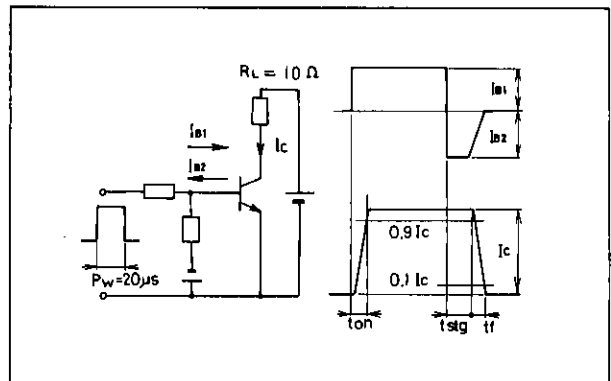 RL = 10 Ω
IB1
IB2
Ic
PW=20µs
IB1
IB2
0.9 Ic
0.1 Ic
Ic
ton
tstg
tf